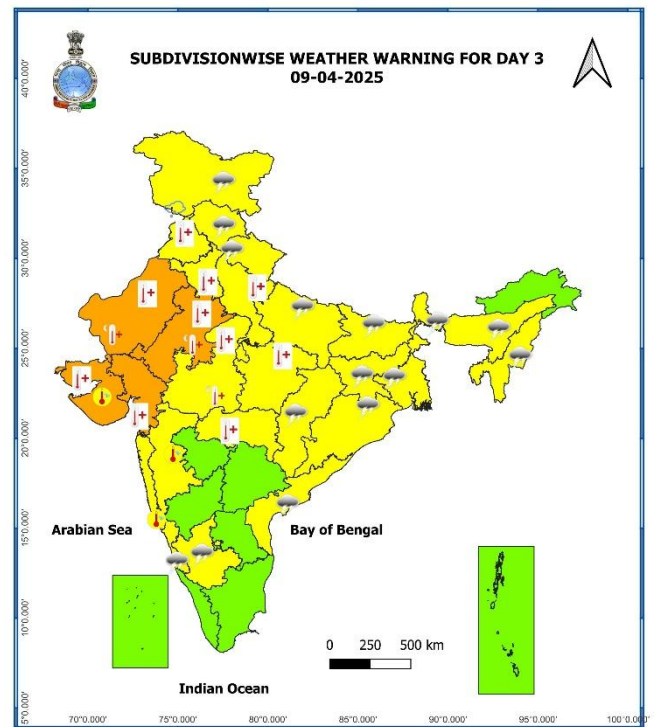 SUBDIVISIONWISE WEATHER WARNING FOR DAY 3
09-04-2025
40°0.000'
35°0.000'
30°0.000'
25°0.000'
20°0.000'
15°0.000'
10°0.000'
5°0.000'
Arabian Sea
Bay of Bengal
0 250 500 km
Indian Ocean
70°0.000' 75°0.000' 80°0.000' 85°0.000' 90°0.000' 95°0.000' 100°0.000'